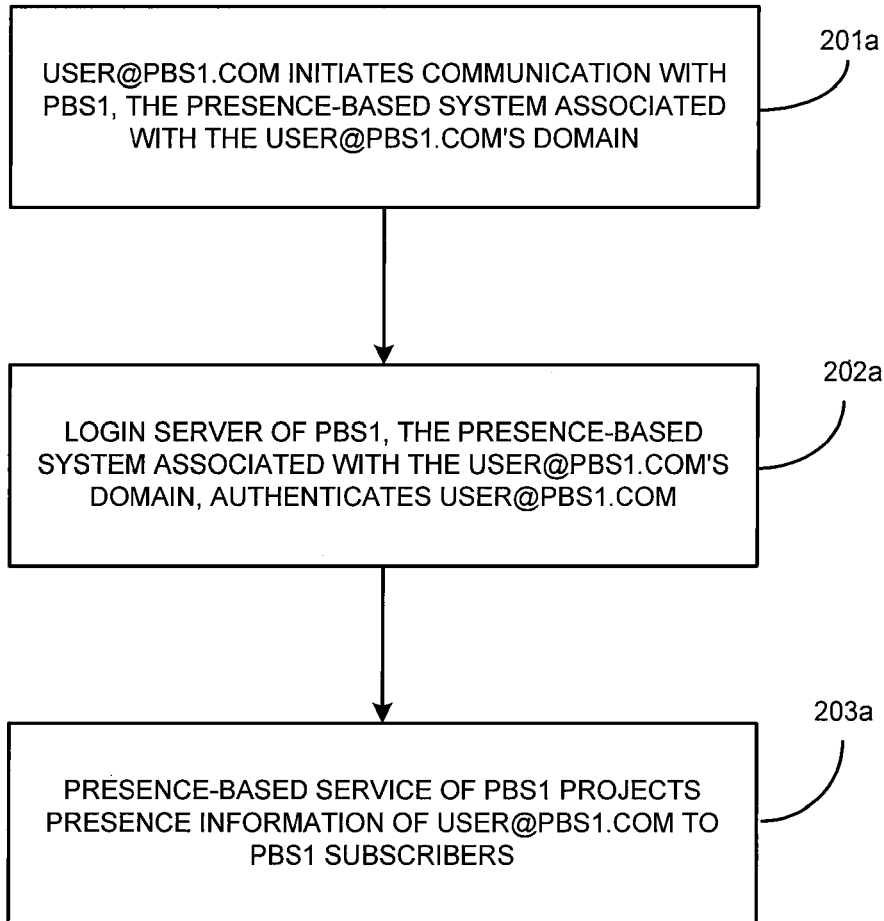 201a
USER@PBS1.COM INITIATES COMMUNICATION WITH
PBS1, THE PRESENCE-BASED SYSTEM ASSOCIATED
WITH THE USER@PBS1.COM'S DOMAIN
202a
LOGIN SERVER OF PBS1, THE PRESENCE-BASED
SYSTEM ASSOCIATED WITH THE USER@PBS1.COM'S
DOMAIN, AUTHENTICATES USER@PBS1.COM
203a
PRESENCE-BASED SERVICE OF PBS1 PROJECTS
PRESENCE INFORMATION OF USER@PBS1.COM TO
PBS1 SUBSCRIBERS